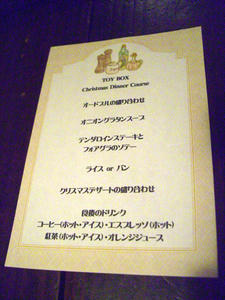 TOY BOX
Christmas Dinner Course
オードブルの盛り合わせ
オニオングラタンスープ
テンダロインステーキと
フォアグラのソテー
ライス or パン
クリスマスデザートの盛り合わせ
食後のドリンク
コーヒー(ホット・アイス)・エスプレッソ(ホット)
紅茶(ホット・アイス)・オレンジジュース